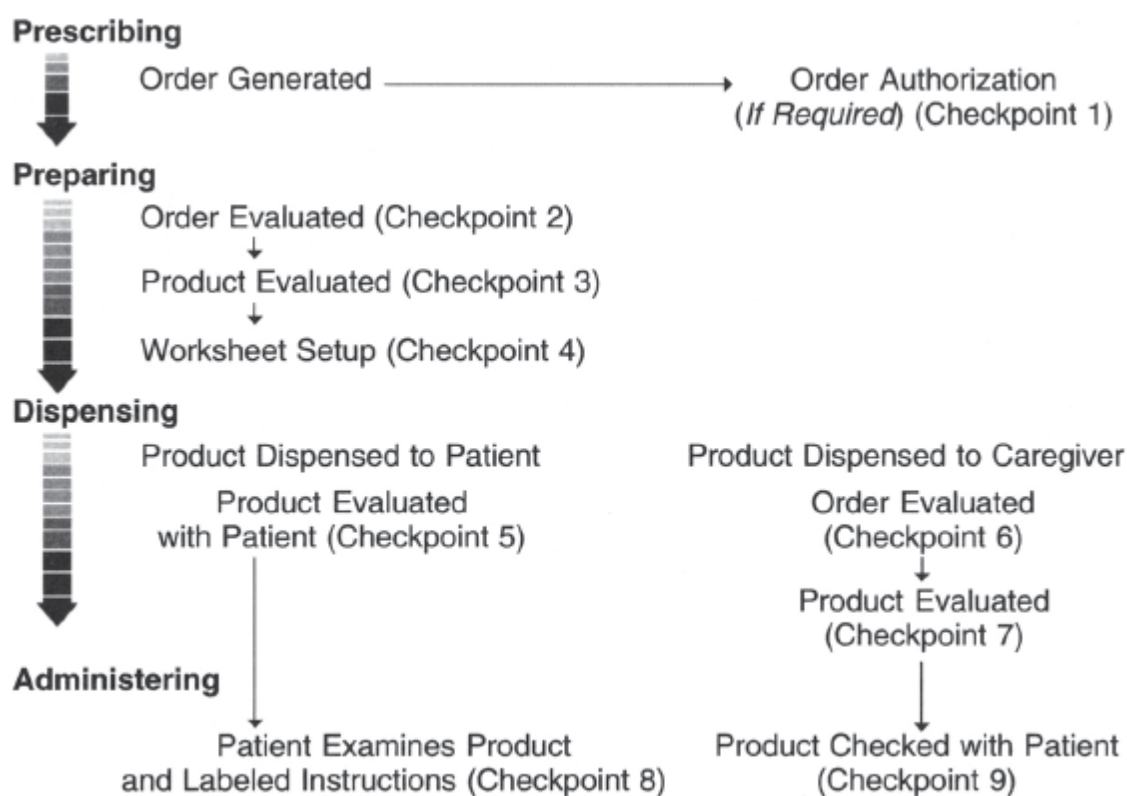 Prescribing
Order Generated
Order Authorization
(If Required) (Checkpoint 1)
Preparing
Order Evaluated (Checkpoint 2)
Product Evaluated (Checkpoint 3)
Worksheet Setup (Checkpoint 4)
Dispensing
Product Dispensed to Patient
Product Evaluated
with Patient (Checkpoint 5)
Product Dispensed to Caregiver
Order Evaluated
(Checkpoint 6)
Product Evaluated
(Checkpoint 7)
Administering
Patient Examines Product
and Labeled Instructions (Checkpoint 8)
Product Checked with Patient
(Checkpoint 9)